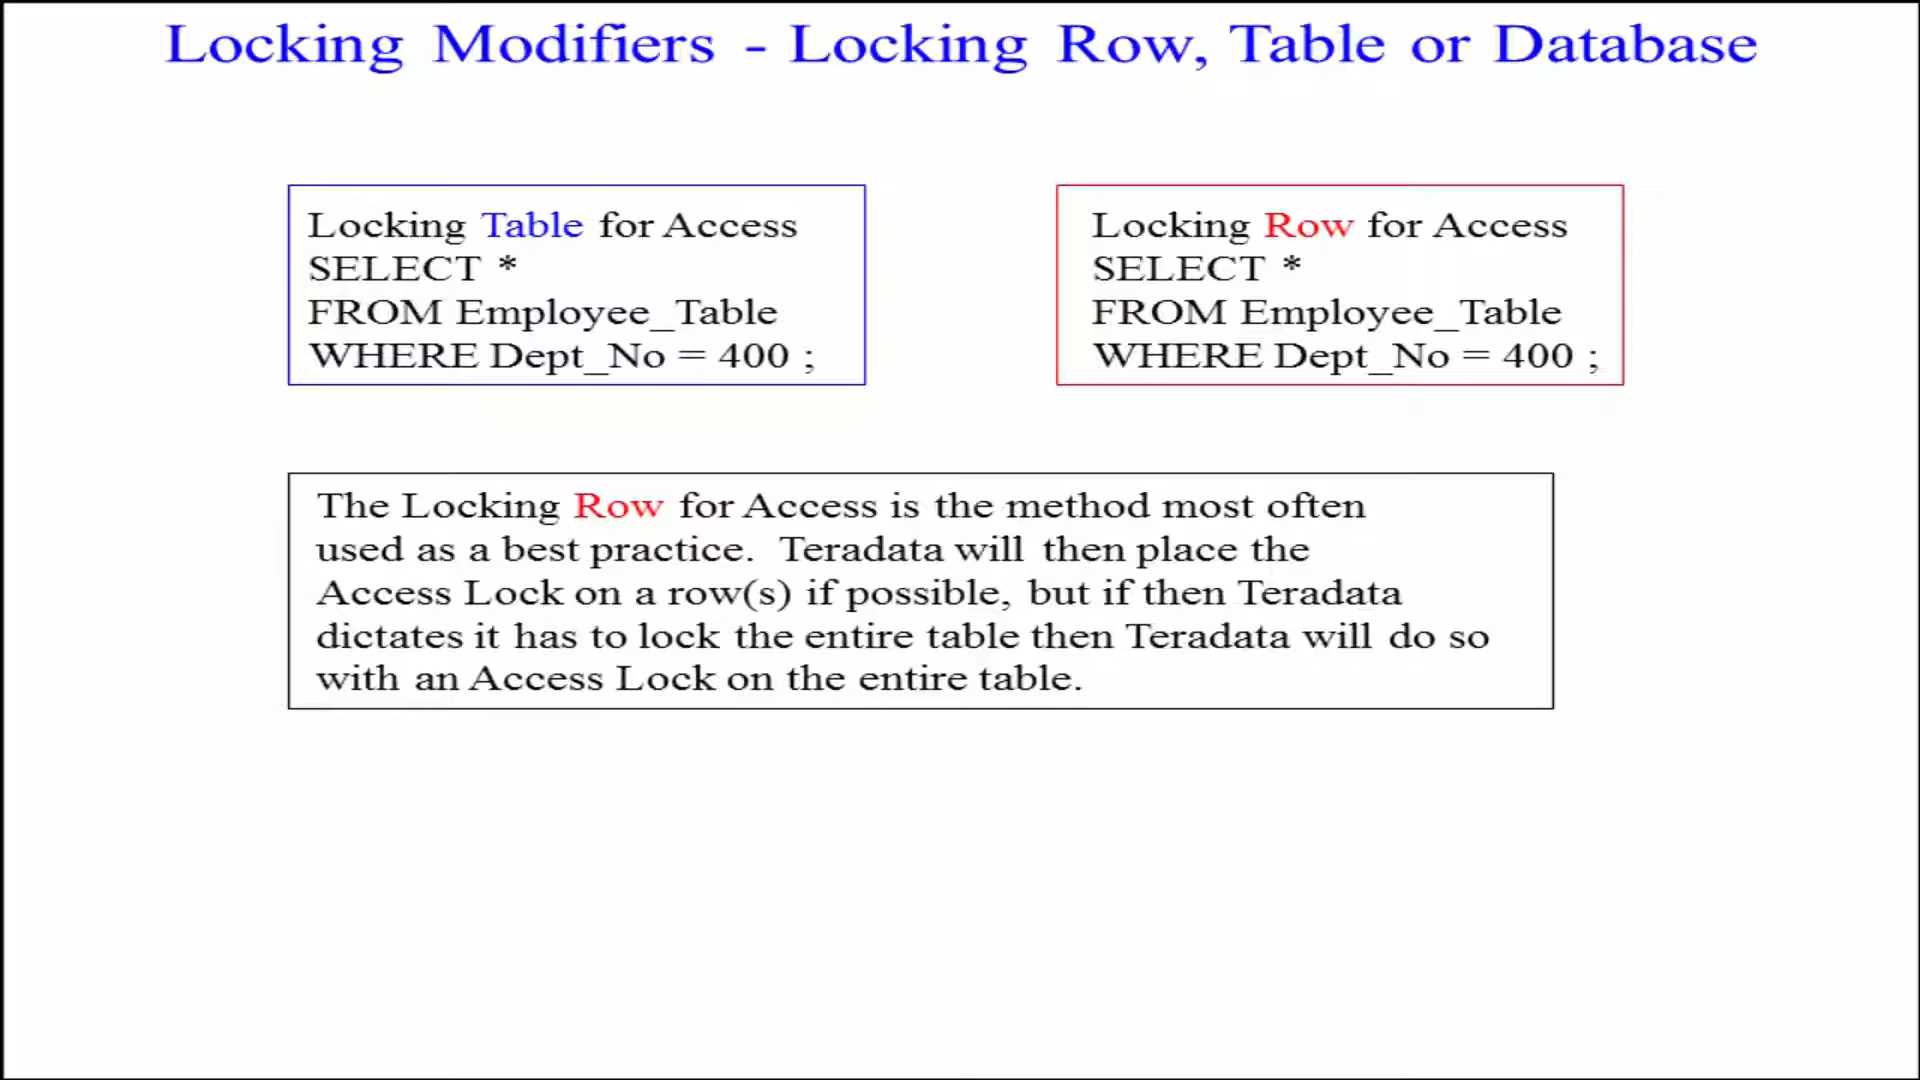 Locking Modifiers - Locking Row, Table or Database
Locking Table for Access
SELECT *
FROM Employee_Table
WHERE Dept_No = 400 ;
Locking Row for Access
SELECT *
FROM Employee_Table
WHERE Dept_No = 400 ;
The Locking Row for Access is the method most often
used as a best practice. Teradata will then place the
Access Lock on a row(s) if possible, but if then Teradata
dictates it has to lock the entire table then Teradata will do so
with an Access Lock on the entire table.